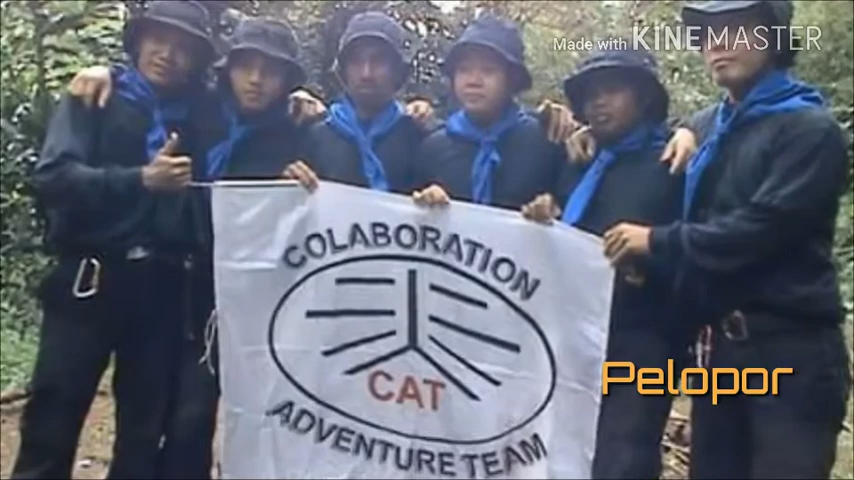 Made with KINEMASTER
COLABORATION
CAT
ADVENTURE TEAM
Pelopor